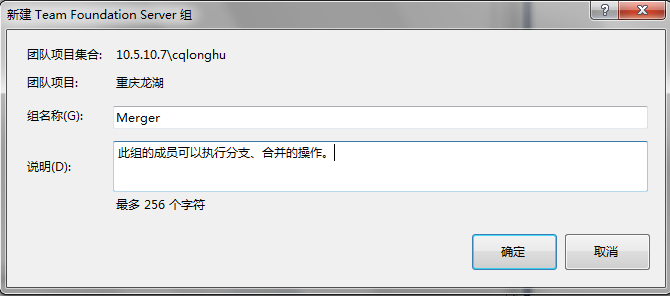 新建 Team Foundation Server 组
团队项目集合: 10.5.10.7\cqlonghu
团队项目: 重庆龙湖
组名称(G): Merger
说明(D): 此组的成员可以执行分支、合并的操作。
最多 256 个字符
确定 取消